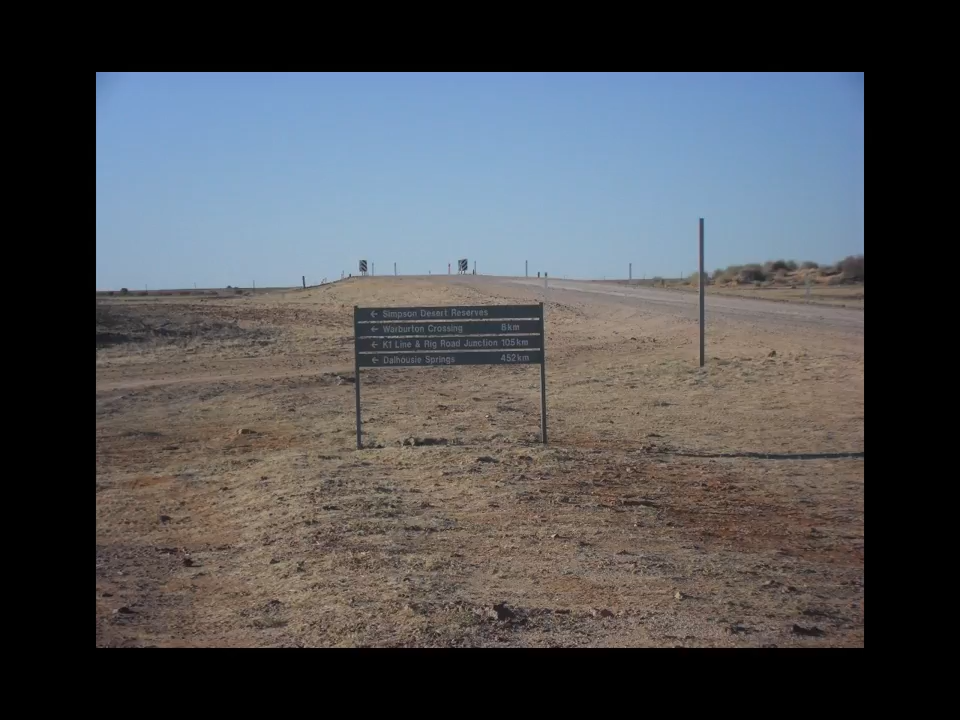 ← Simpson Desert Reserves
← Warburton Crossing 8km
← K1 Line & Rig Road Junction 105km
← Dalhousie Springs 452km